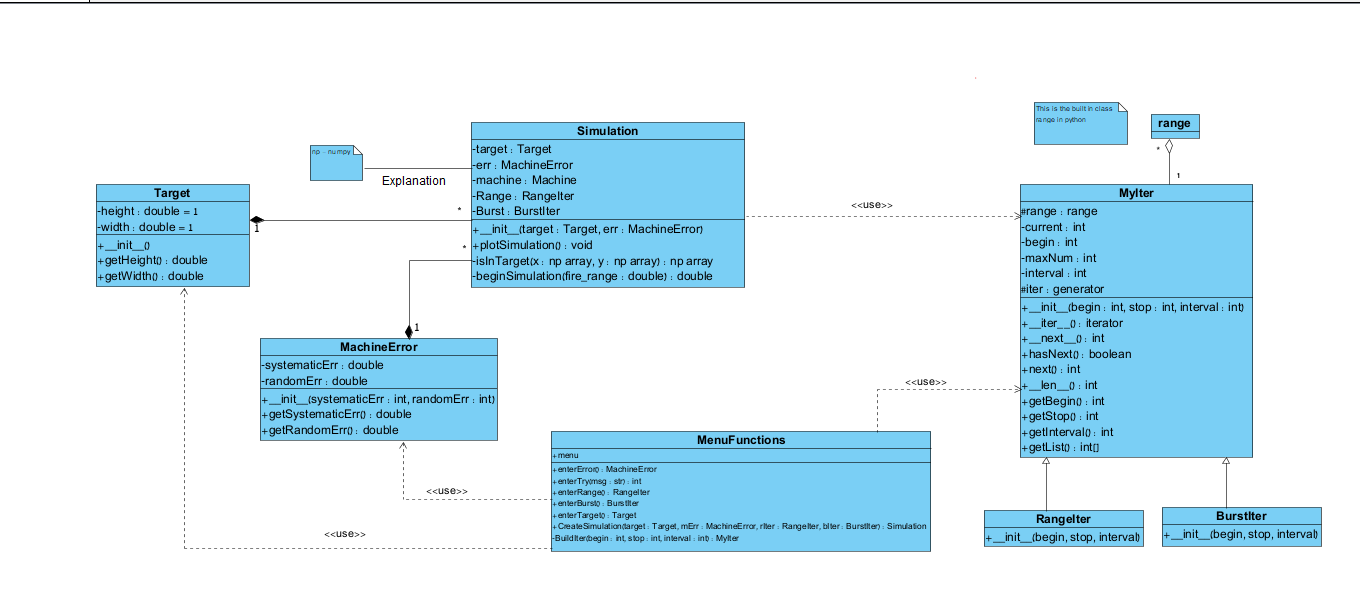 This is the built in class
range in python
range
*
1
Simulation
-target : Target
-err : MachineError
-machine : Machine
-Range : RangeIter
-Burst : BurstIter
+__init__(target : Target, err : MachineError)
+plotSimulation() : void
-isInTarget(x : np array, y : np array) : np array
-beginSimulation(fire_range : double) : double
np - numpy
Explanation
*
*
1
1
<<use>>
Target
-height : double = 1
-width : double = 1
+__init__()
+getHeight() : double
+getWidth() : double
MyIter
#range : range
-current : int
-begin : int
-maxNum : int
-interval : int
#iter : generator
+__init__(begin : int, stop : int, interval : int)
+__iter__() : iterator
+__next__() : int
+hasNext() : boolean
+next() : int
+__len__() : int
+getBegin() : int
+getStop() : int
+getInterval() : int
+getList() : int[]
MachineError
-systematicErr : double
-randomErr : double
+__init__(systematicErr : int, randomErr : int)
+getSystematicErr() : double
+getRandomErr() : double
<<use>>
MenuFunctions
+menu
+enterError() : MachineError
+enterTry(msg : str) : int
+enterRange() : RangeIter
+enterBurst() : BurstIter
+enterTarget() : Target
+CreateSimulation(target : Target, mErr : MachineError, rIter : RangeIter, bIter : BurstIter) : Simulation
-BuildIter(begin : int, stop : int, interval : int) : MyIter
<<use>>
<<use>>
RangeIter
+__init__(begin, stop, interval)
BurstIter
+__init__(begin, stop, interval)